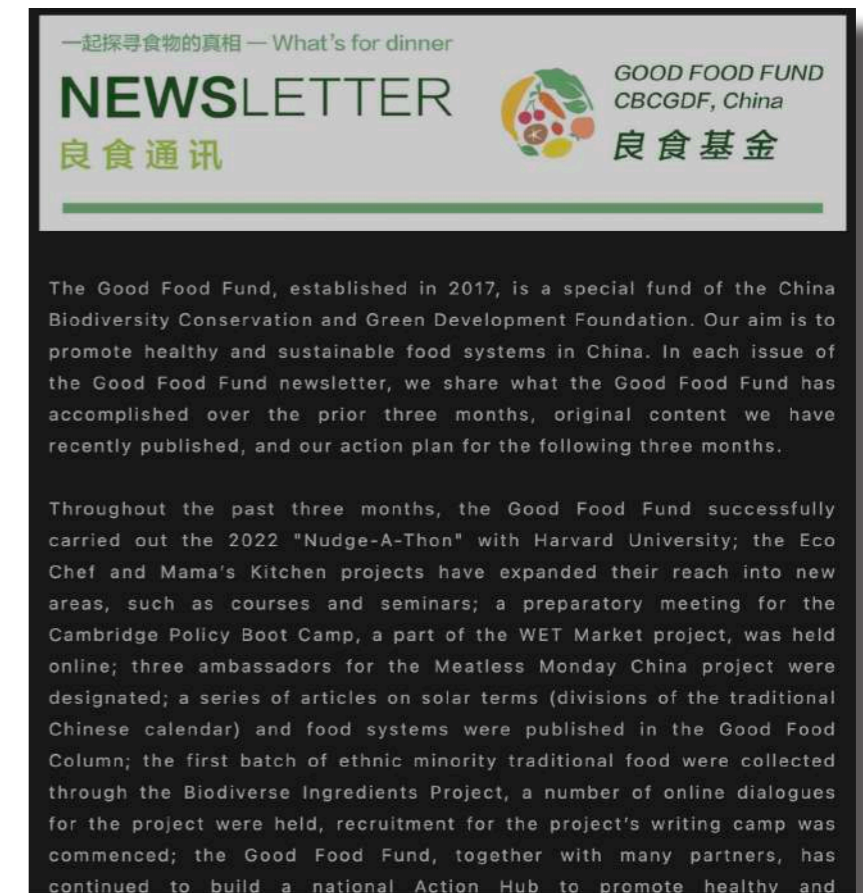 一起探寻食物的真相 — What's for dinner
NEWSLETTER
良食通讯
GOOD FOOD FUND
CBCGDF, China
良食基金
The Good Food Fund, established in 2017, is a special fund of the China
Biodiversity Conservation and Green Development Foundation. Our aim is to
promote healthy and sustainable food systems in China. In each issue of
the Good Food Fund newsletter, we share what the Good Food Fund has
accomplished over the prior three months, original content we have
recently published, and our action plan for the following three months.
Throughout the past three months, the Good Food Fund successfully
carried out the 2022 "Nudge-A-Thon" with Harvard University; the Eco
Chef and Mama's Kitchen projects have expanded their reach into new
areas, such as courses and seminars; a preparatory meeting for the
Cambridge Policy Boot Camp, a part of the WET Market project, was held
online; three ambassadors for the Meatless Monday China project were
designated; a series of articles on solar terms (divisions of the traditional
Chinese calendar) and food systems were published in the Good Food
Column; the first batch of ethnic minority traditional food were collected
through the Biodiverse Ingredients Project, a number of online dialogues
for the project were held, recruitment for the project's writing camp was
commenced; the Good Food Fund, together with many partners, has
continued to build a national Action Hub to promote healthy and